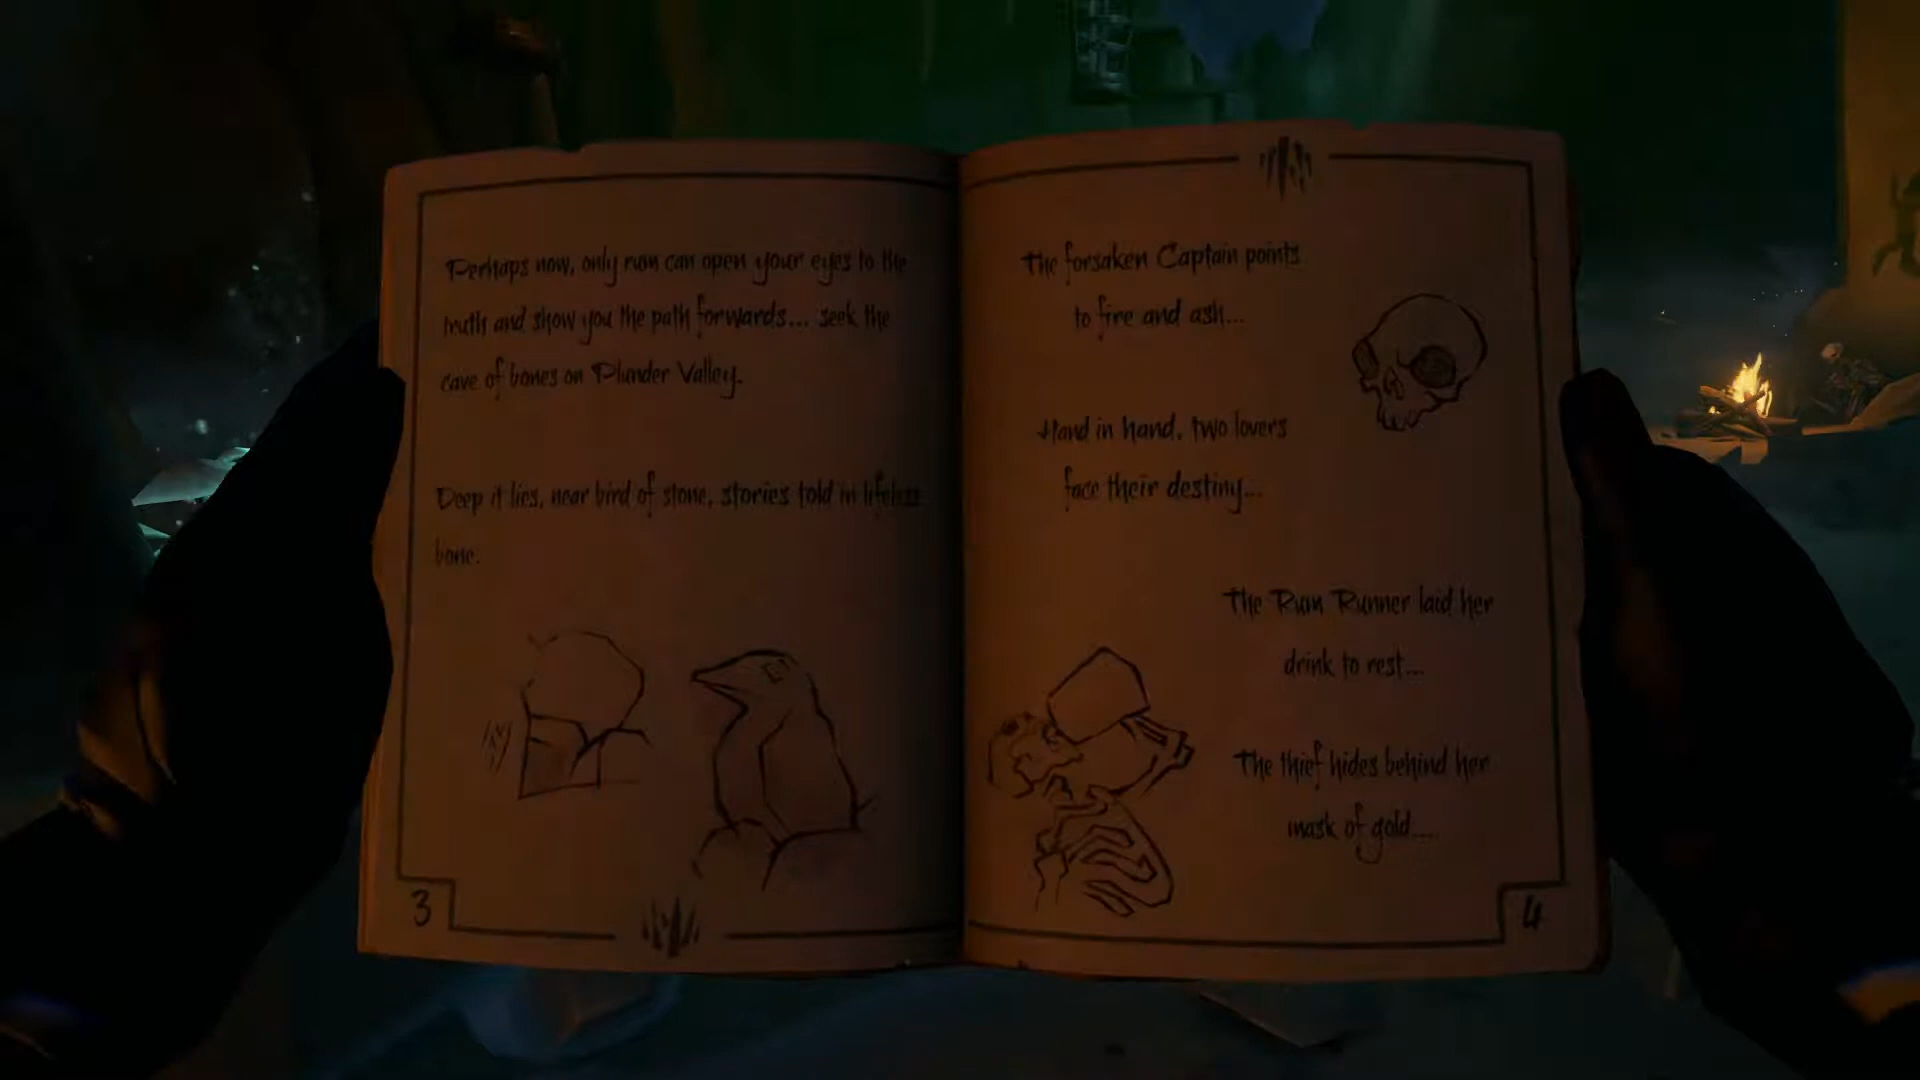 Perhaps now, only rum can open your eyes to the
truth and show you the path forwards... seek the
cave of bones on Plunder Valley.
Deep it lies, near bird of stone, stories told in lifeless
bone.
3
The forsaken Captain points
to fire and ash...
Hand in hand, two lovers
face their destiny...
The Rum Runner laid her
drink to rest...
The thief hides behind her
mask of gold....
4